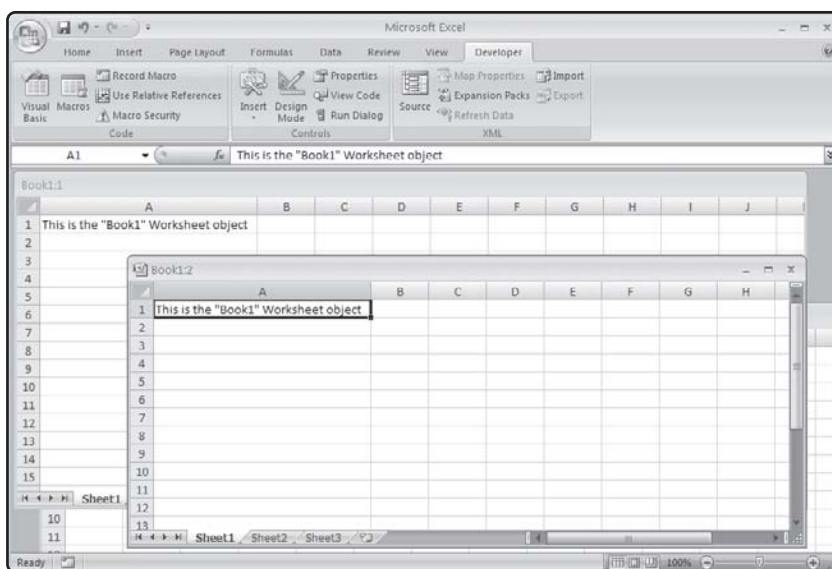 Microsoft Excel
Home Insert Page Layout Formulas Data Review View Developer
Record Macro
Use Relative References
Macro Security
Visual Basic
Macros
Code
Insert
Design Mode
Properties
View Code
Run Dialog
Controls
Source
Map Properties
Expansion Packs
Refresh Data
Import
Export
XML
A1 fx This is the "Book1" Worksheet object
Book1:1
A B C D E F G H I J
1 This is the "Book1" Worksheet object
2
3
4
5
6
7
8
9
10
11
12
13
14
15
Sheet1
10
11
Book1:2
A B C D E F G H
1 This is the "Book1" Worksheet object
2
3
4
5
6
7
8
9
10
11
12
13
Sheet1 Sheet2 Sheet3
Ready 100%